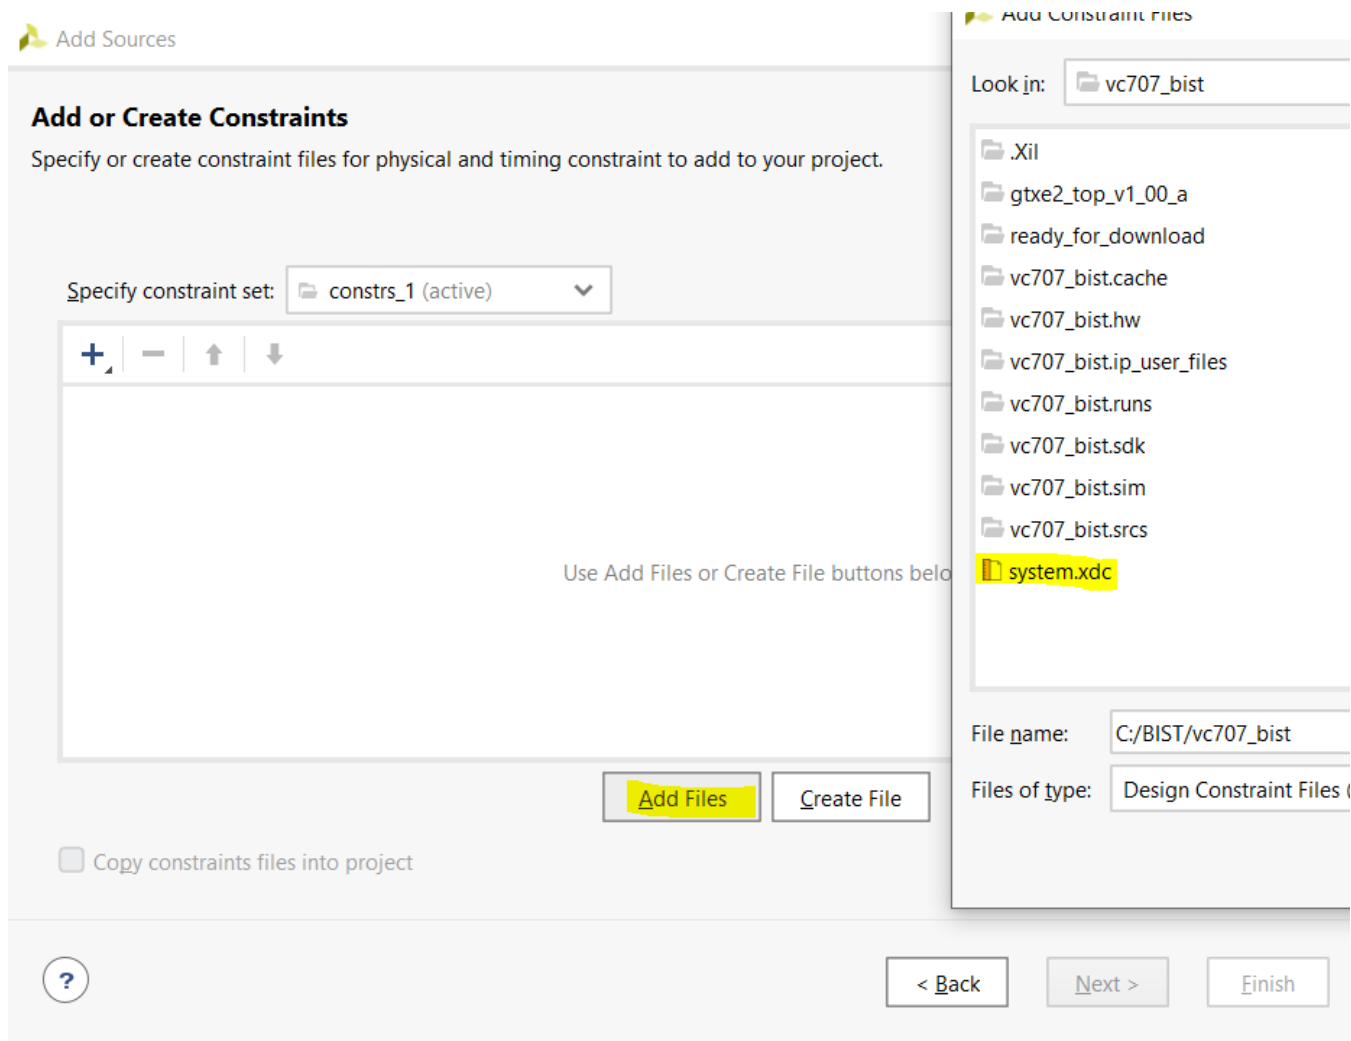 Add Sources
Add or Create Constraints
Specify or create constraint files for physical and timing constraint to add to your project.
Specify constraint set:
constrs_1 (active)
Use Add Files or Create File buttons belo
Add Files
Create File
Copy constraints files into project
?
< Back
Next >
Finish
Add Constraint Files
Look in:
vc707_bist
.Xil
gtxe2_top_v1_00_a
ready_for_download
vc707_bist.cache
vc707_bist.hw
vc707_bist.ip_user_files
vc707_bist.runs
vc707_bist.sdk
vc707_bist.sim
vc707_bist.srcs
system.xdc
File name:
C:/BIST/vc707_bist
Files of type:
Design Constraint Files (